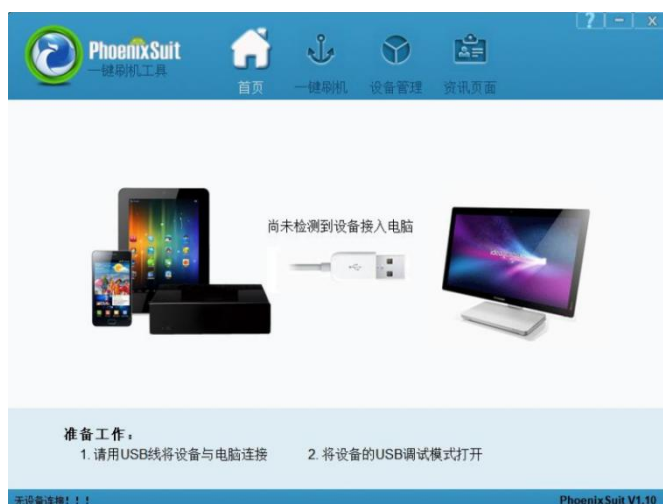 ? - x
PhoenixSuit
一键刷机工具
首页 一键刷机 设备管理 资讯页面
尚未检测到设备接入电脑
准备工作:
1. 请用USB线将设备与电脑连接 2. 将设备的USB调试模式打开
无设备连接!!!
PhoenixSuit V1.10